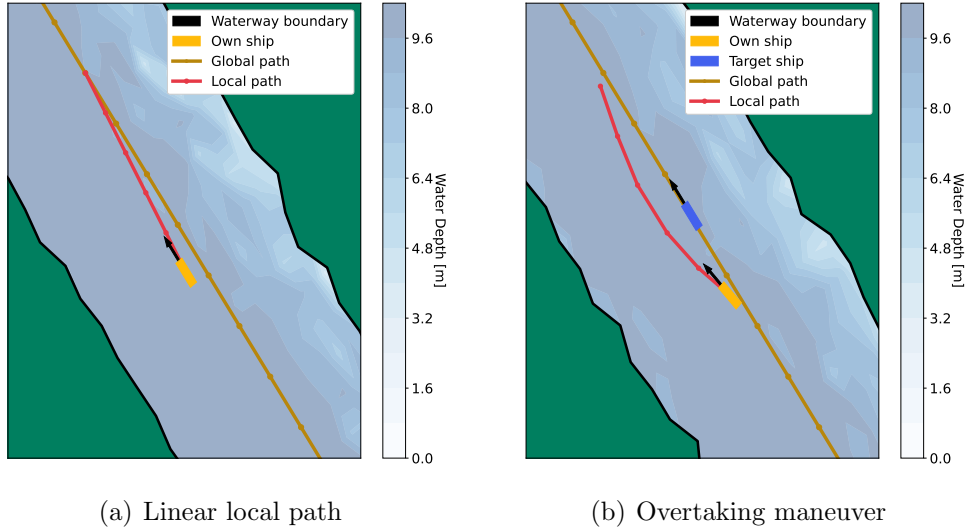 Waterway boundary
Own ship
Global path
Local path
9.6
8.0
6.4
4.8
3.2
1.6
0.0
Water Depth [m]
Waterway boundary
Own ship
Target ship
Global path
Local path
9.6
8.0
6.4
4.8
3.2
1.6
0.0
Water Depth [m]
(a) Linear local path
(b) Overtaking maneuver